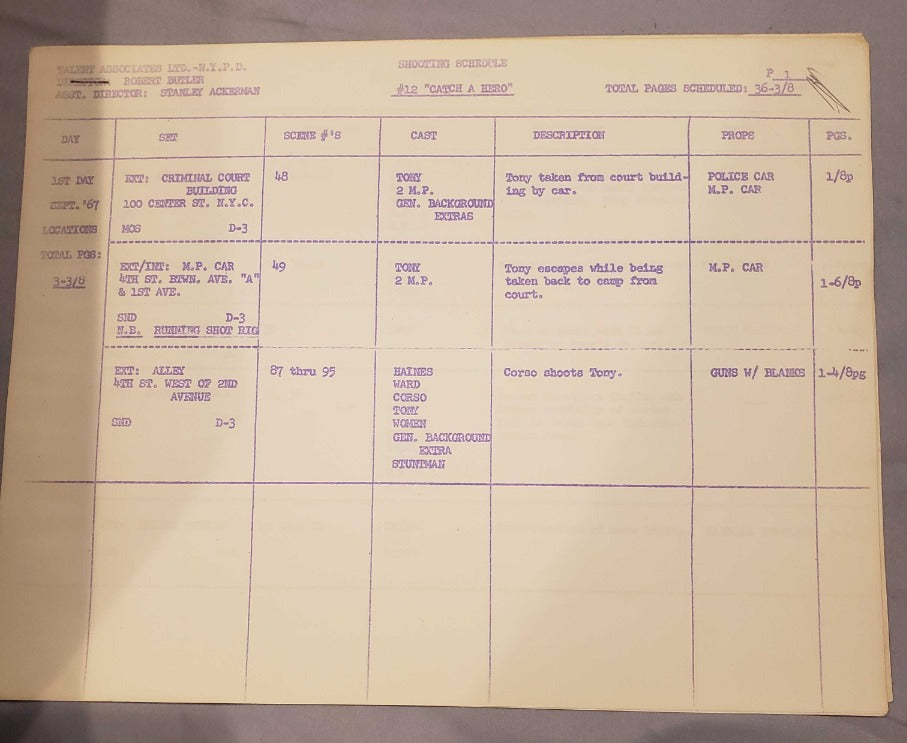 TALENT ASSOCIATES LTD.-N.Y.P.D.
DIRECTOR: ROBERT BUTLER
ASST. DIRECTOR: STANLEY ACKERMAN
SHOOTING SCHEDULE
#12 "CATCH A HERO"
P 1
TOTAL PAGES SCHEDULED: 36-3/8
DAY SET SCENE #'S CAST DESCRIPTION PROPS PGS.
1ST DAY
SEPT. '67
LOCATIONS
TOTAL PGS:
3-3/8
EXT: CRIMINAL COURT
BUILDING
100 CENTER ST. N.Y.C.
MOS D-3
48
TONY
2 M.P.
GEN. BACKGROUND
EXTRAS
Tony taken from court build-
ing by car.
POLICE CAR
M.P. CAR
1/8p
EXT/INT: M.P. CAR
4TH ST. BTWN. AVE. "A"
& 1ST AVE.
SND D-3
N.B. RUNNING SHOT RIG
49
TONY
2 M.P.
Tony escapes while being
taken back to camp from
court.
M.P. CAR
1-6/8p
EXT: ALLEY
4TH ST. WEST OF 2ND
AVENUE
SND D-3
87 thru 95
HAINES
WARD
CORSO
TONY
WOMEN
GEN. BACKGROUND
EXTRA
STUNTMAN
Corso shoots Tony.
GUNS W/ BLANKS
1-4/8pg